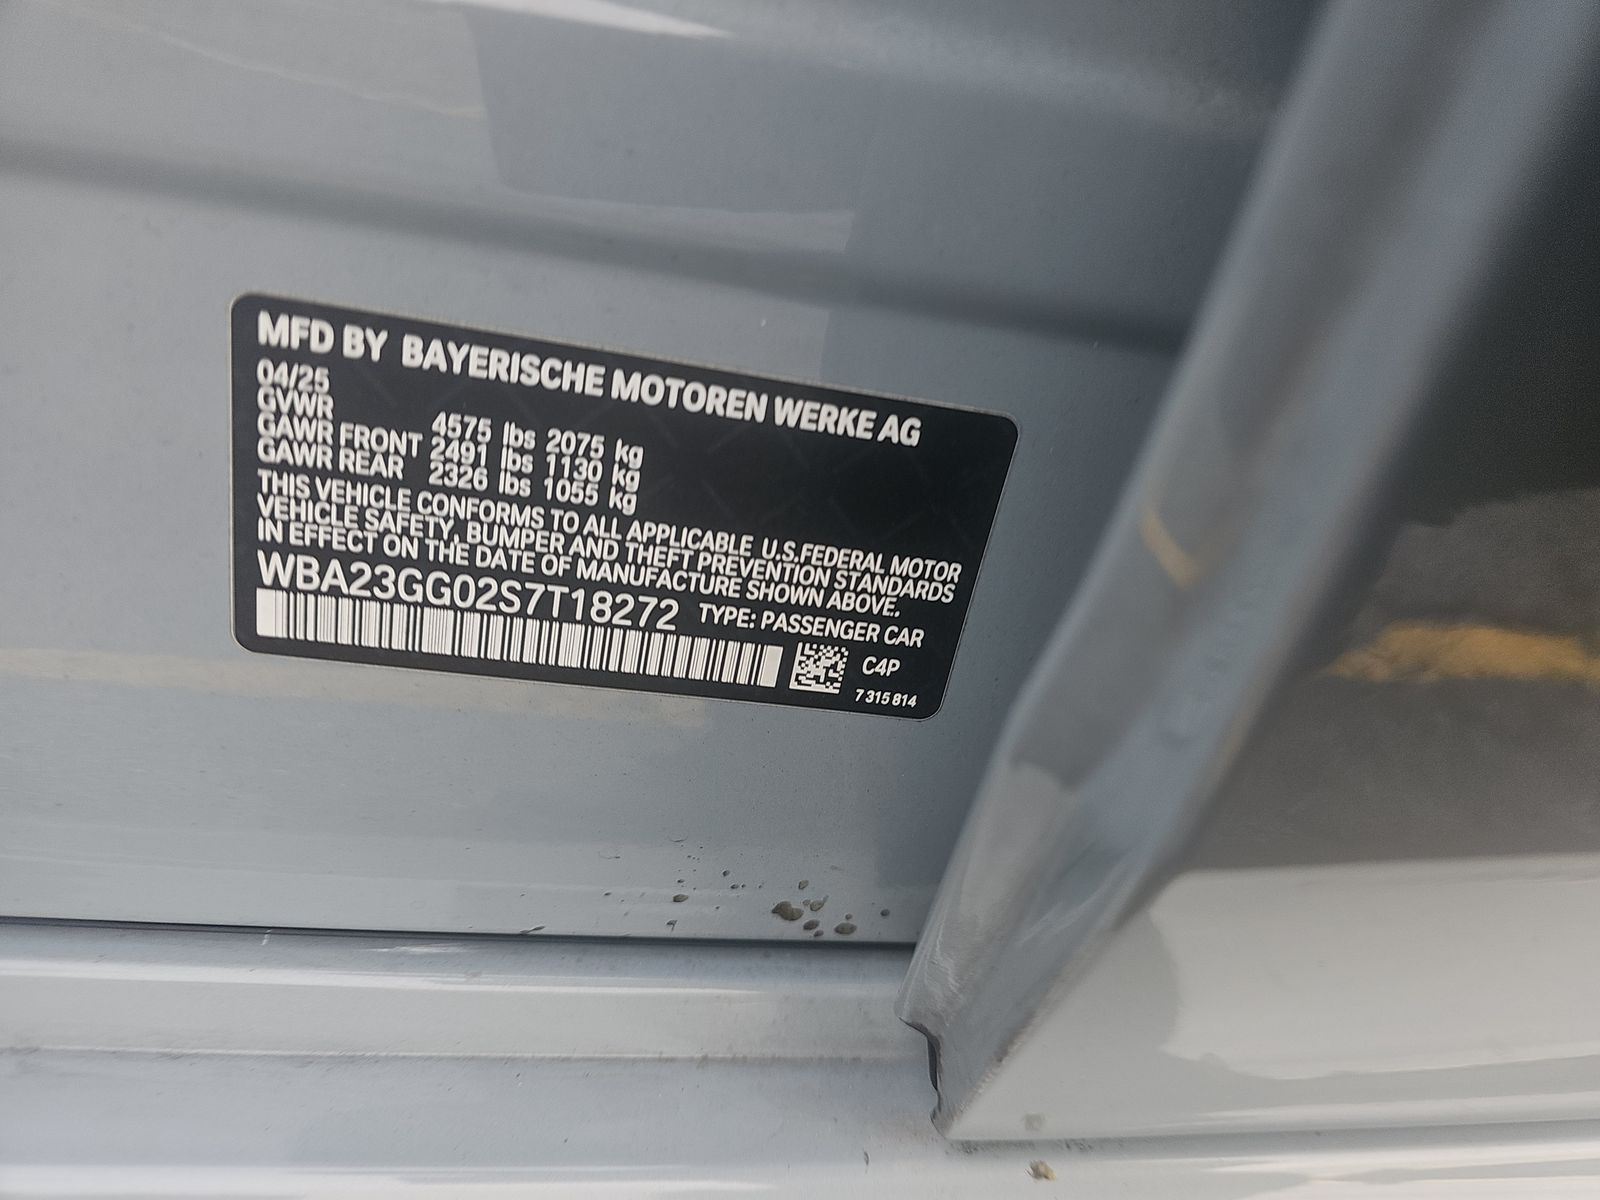 MFD BY BAYERISCHE MOTOREN WERKE AG
04/25
GVWR 4575 lbs 2075 kg
GAWR FRONT 2491 lbs 1130 kg
GAWR REAR 2326 lbs 1055 kg
THIS VEHICLE CONFORMS TO ALL APPLICABLE U.S.FEDERAL MOTOR
VEHICLE SAFETY, BUMPER AND THEFT PREVENTION STANDARDS
IN EFFECT ON THE DATE OF MANUFACTURE SHOWN ABOVE.
WBA23GG02S7T18272 TYPE: PASSENGER CAR
C4P
7 315 814